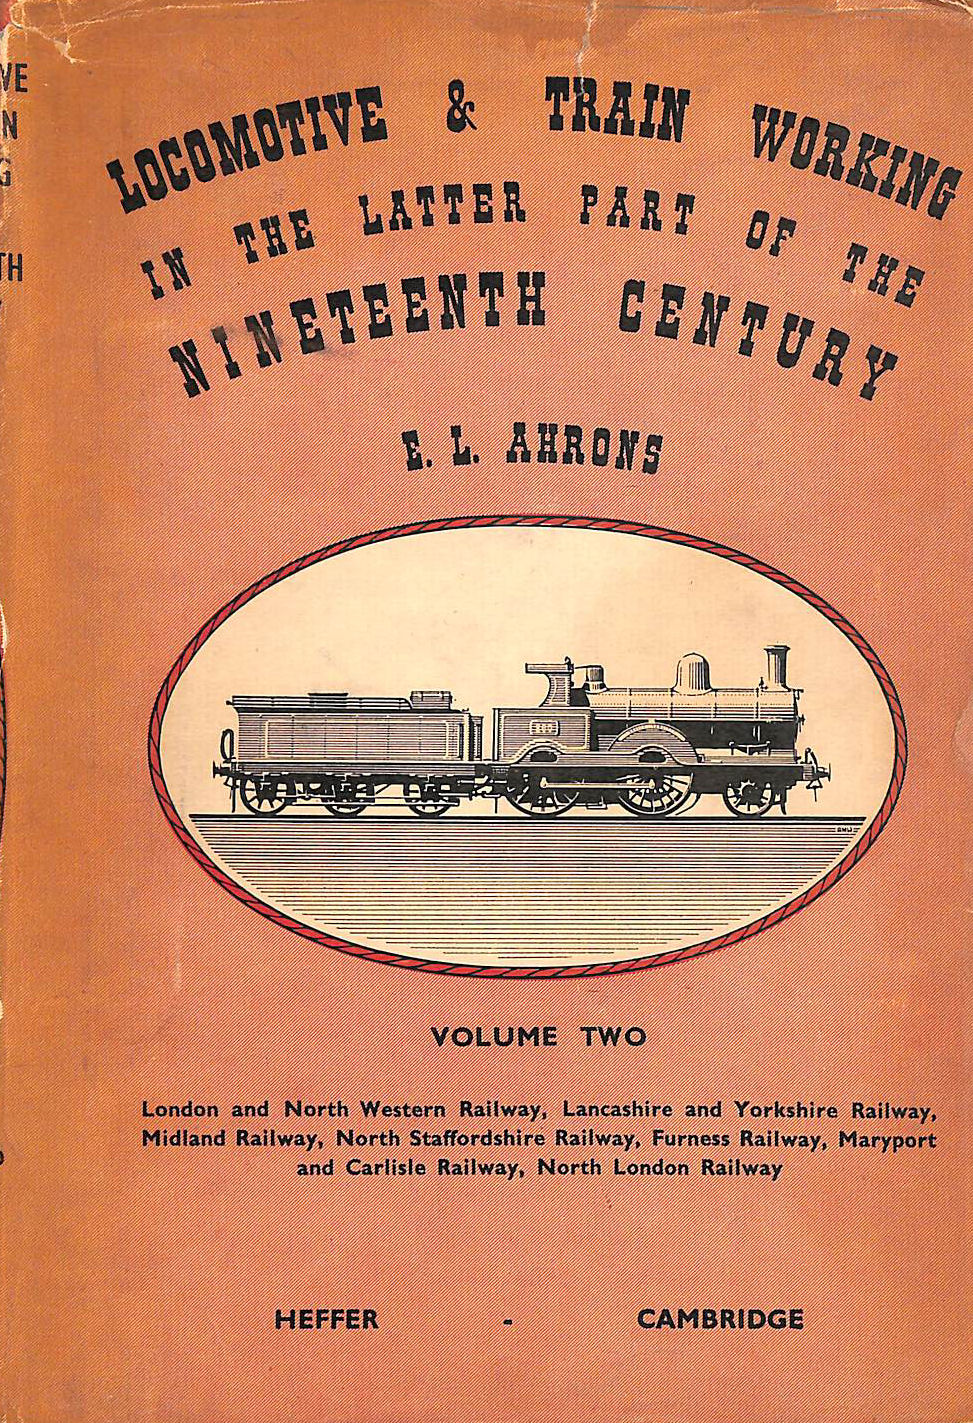 LOCOMOTIVE & TRAIN WORKING
IN THE LATTER PART OF THE
NINETEENTH CENTURY
E. L. AHRONS
VOLUME TWO
London and North Western Railway, Lancashire and Yorkshire Railway,
Midland Railway, North Staffordshire Railway, Furness Railway, Maryport
and Carlisle Railway, North London Railway
HEFFER - CAMBRIDGE